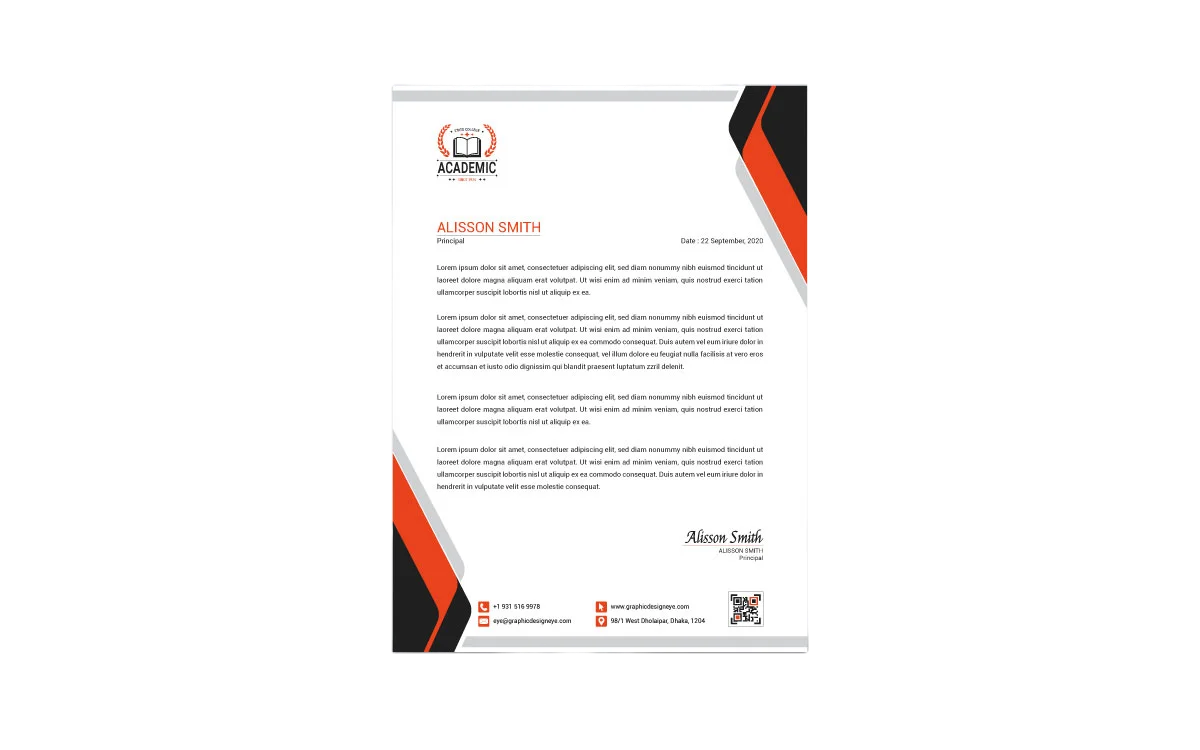 ACADEMIC
SINCE 1970
ALISSON SMITH
Principal
Date : 22 September, 2020
Lorem ipsum dolor sit amet, consectetuer adipiscing elit, sed diam nonummy nibh euismod tincidunt ut
laoreet dolore magna aliquam erat volutpat. Ut wisi enim ad minim veniam, quis nostrud exerci tation
ullamcorper suscipit lobortis nisl ut aliquip ex ea.
Lorem ipsum dolor sit amet, consectetuer adipiscing elit, sed diam nonummy nibh euismod tincidunt ut
laoreet dolore magna aliquam erat volutpat. Ut wisi enim ad minim veniam, quis nostrud exerci tation
ullamcorper suscipit lobortis nisl ut aliquip ex ea commodo consequat. Duis autem vel eum iriure dolor in
hendrerit in vulputate velit esse molestie consequat, vel illum dolore eu feugiat nulla facilisis at vero eros
et accumsan et iusto odio dignissim qui blandit praesent luptatum zzril delenit.
Lorem ipsum dolor sit amet, consectetuer adipiscing elit, sed diam nonummy nibh euismod tincidunt ut
laoreet dolore magna aliquam erat volutpat. Ut wisi enim ad minim veniam, quis nostrud exerci tation
ullamcorper suscipit lobortis nisl ut aliquip ex ea.
Lorem ipsum dolor sit amet, consectetuer adipiscing elit, sed diam nonummy nibh euismod tincidunt ut
laoreet dolore magna aliquam erat volutpat. Ut wisi enim ad minim veniam, quis nostrud exerci tation
ullamcorper suscipit lobortis nisl ut aliquip ex ea commodo consequat. Duis autem vel eum iriure dolor in
hendrerit in vulputate velit esse molestie consequat.
Alisson Smith
ALISSON SMITH
Principal
+1 931 516 9978
www.graphicdesigneye.com
eye@graphicdesigneye.com
98/1 West Dholaipar, Dhaka, 1204